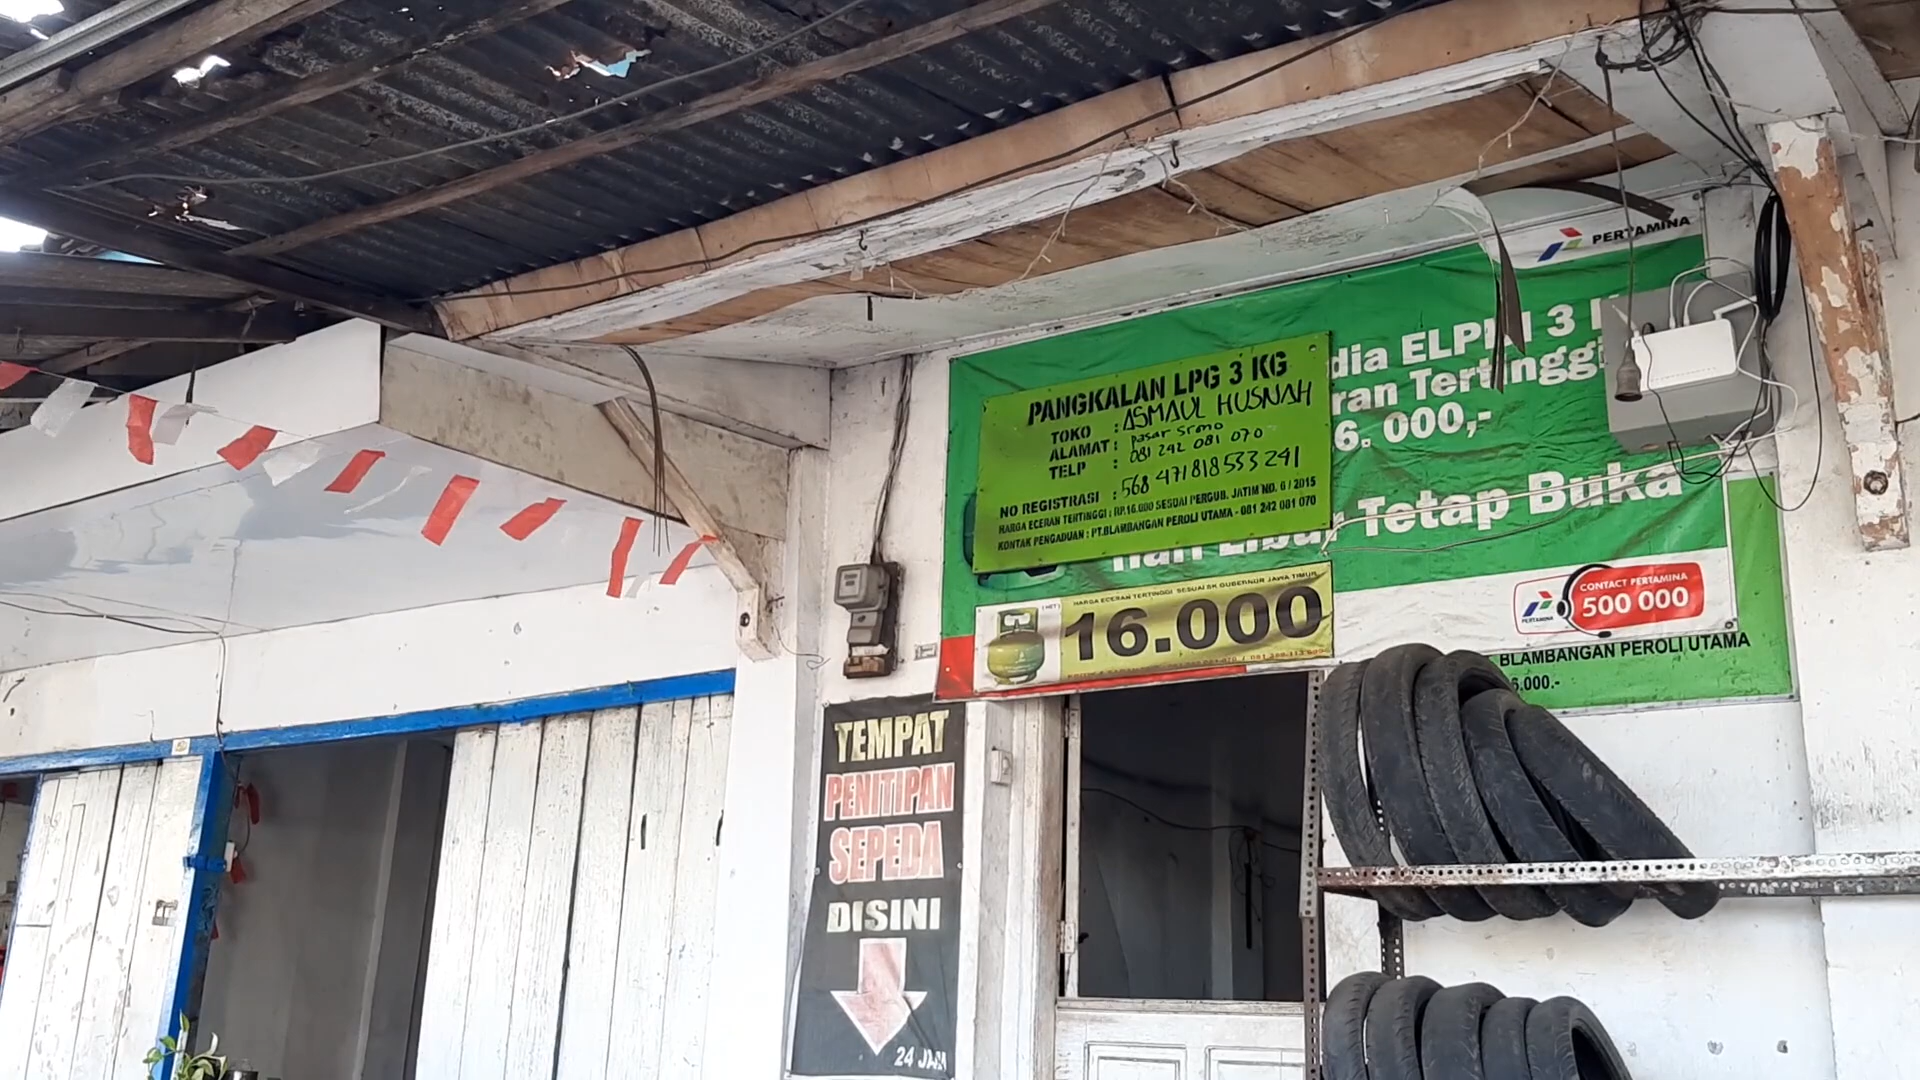 PERTAMINA
dia ELPIJI 3
ran Tertinggi
6. 000,-
Tetap Buka
PANGKALAN LPG 3 KG
TOKO : ASMAUL HUSNAH
ALAMAT : pasar srono
TELP : 081 242 081 070
NO REGISTRASI : 568 471 818 533 241
HARGA ECERAN TERTINGGI : RP.16.000 SESUAI PERGUB. JATIM NO. 6 / 2015
KONTAK PENGADUAN : PT.BLAMBANGAN PEROLI UTAMA - 081 242 081 070
(HET) HARGA ECERAN TERTINGGI SESUAI SK GUBERNUR JAWA TIMUR
16.000
CONTACT PERTAMINA
500 000
PERTAMINA
BLAMBANGAN PEROLI UTAMA
6.000.-
TEMPAT
PENITIPAN
SEPEDA
DISINI
24 JAM